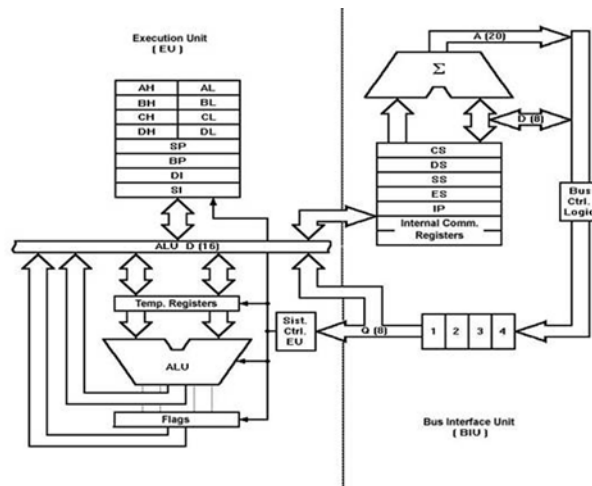 Execution Unit
( EU )
AH AL
BH BL
CH CL
DH DL
SP
BP
DI
SI
ALU D (16)
Temp. Registers
ALU
Flags
Sist.
Ctrl.
EU
A (20)
Σ
D (8)
CS
DS
SS
ES
IP
Internal Comm.
Registers
Bus
Ctrl.
Logic
Q (8)
1 2 3 4
Bus Interface Unit
( BIU )